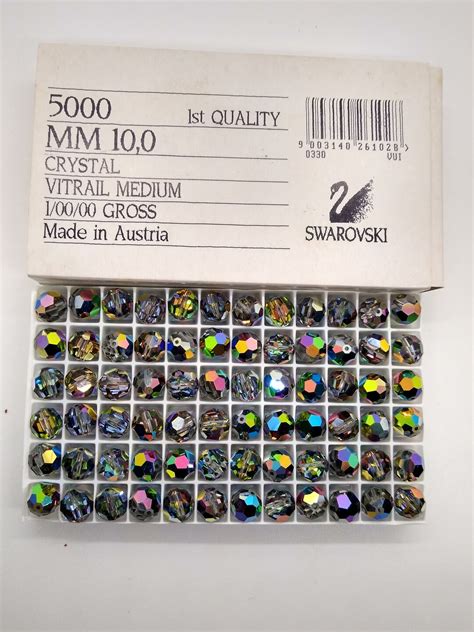 5000 1st QUALITY
MM 10,0
CRYSTAL
VITRAIL MEDIUM
1/00/00 GROSS
Made in Austria
9 003140 261028>
0330 VUI
SWAROVSKI